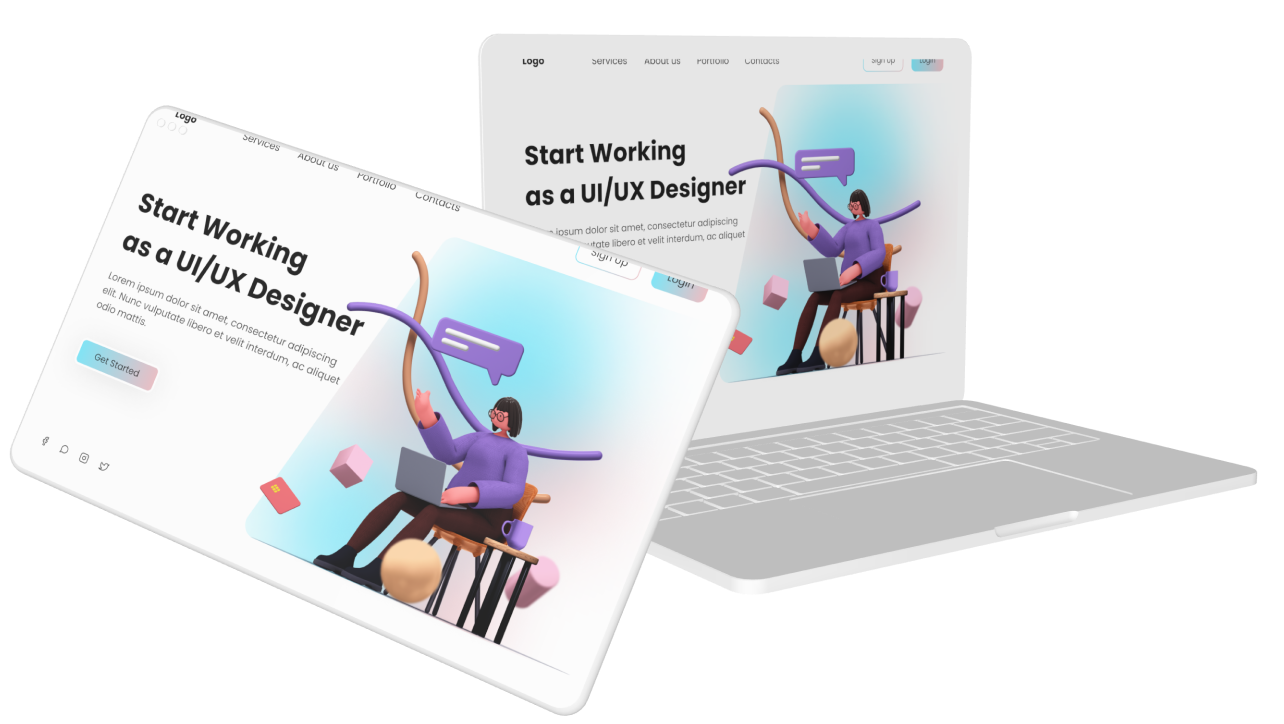 Logo
Services
About us
Portfolio
Contacts
Sign Up
Login
Start Working
as a UI/UX Designer
Lorem ipsum dolor sit amet, consectetur adipiscing
elit. Nunc vulputate libero et velit interdum, ac aliquet
odio mattis.
Get Started
Logo
Services
About us
Portfolio
Contacts
Sign Up
Login
Start Working
as a UI/UX Designer
ipsum dolor sit amet, consectetur adipiscing
libero et velit interdum, ac aliquet